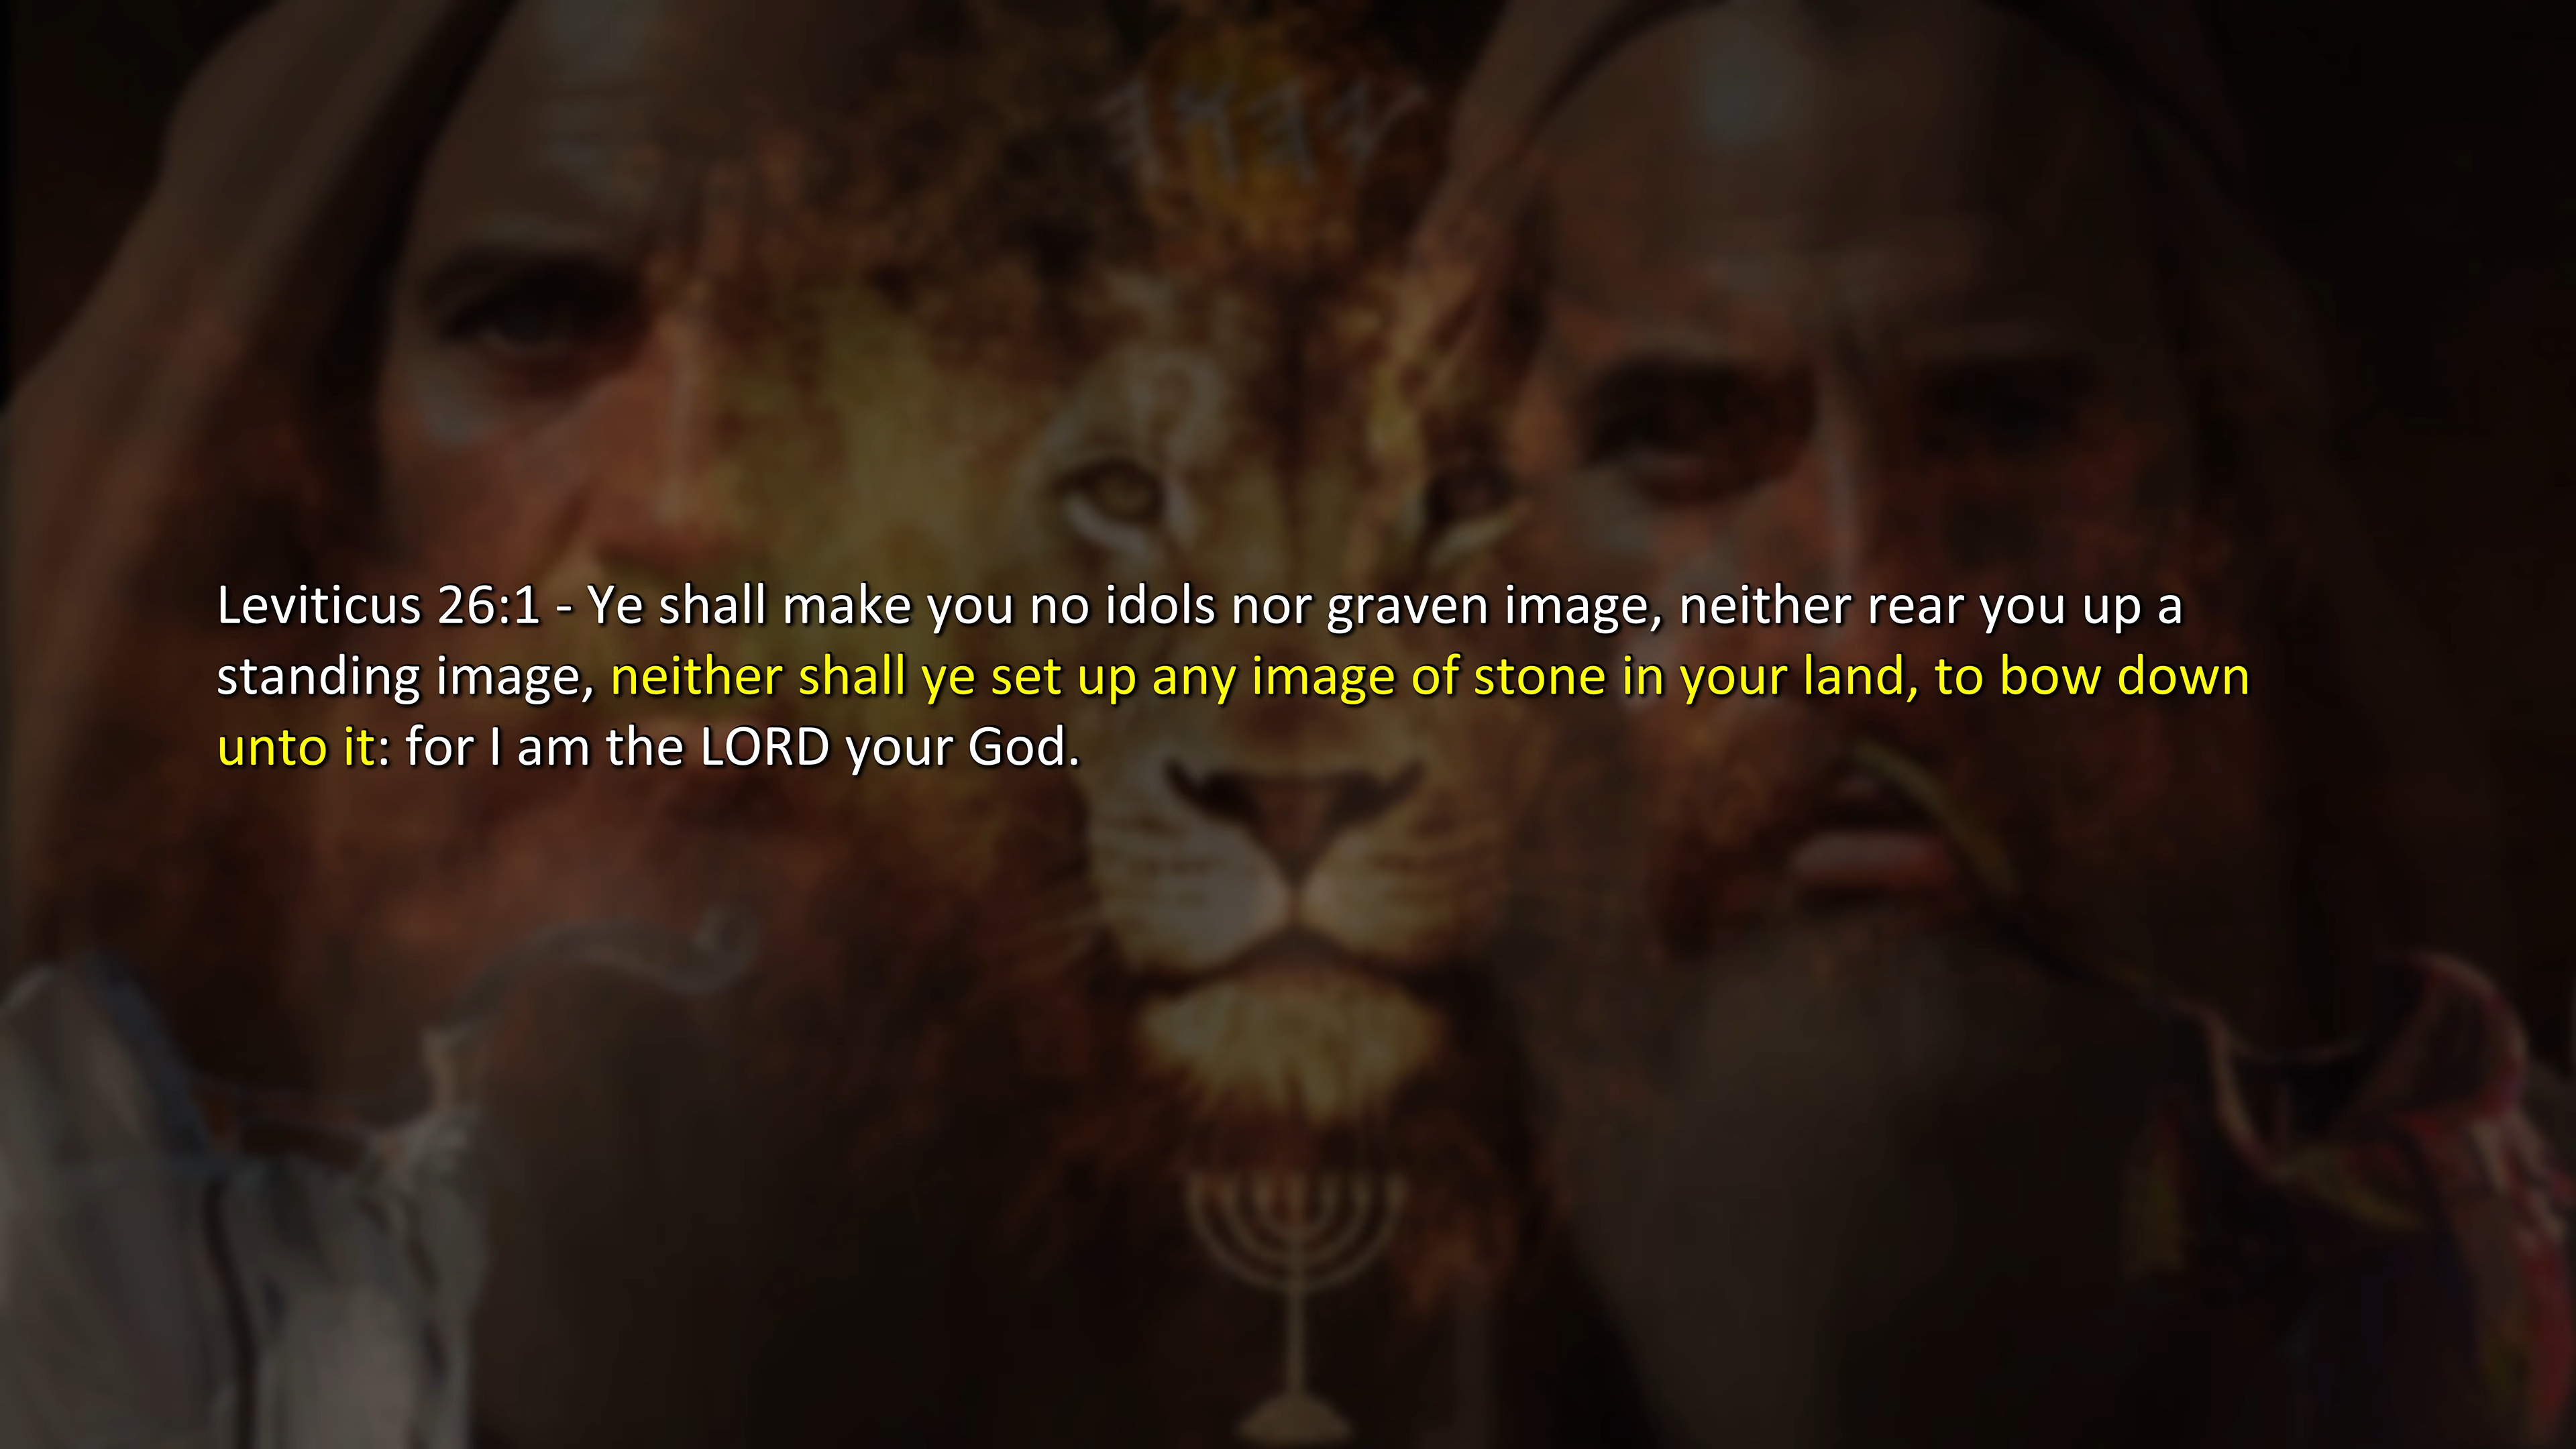 𐤉𐤄𐤅𐤄
Leviticus 26:1 - Ye shall make you no idols nor graven image, neither rear you up a
standing image, neither shall ye set up any image of stone in your land, to bow down
unto it: for I am the LORD your God.